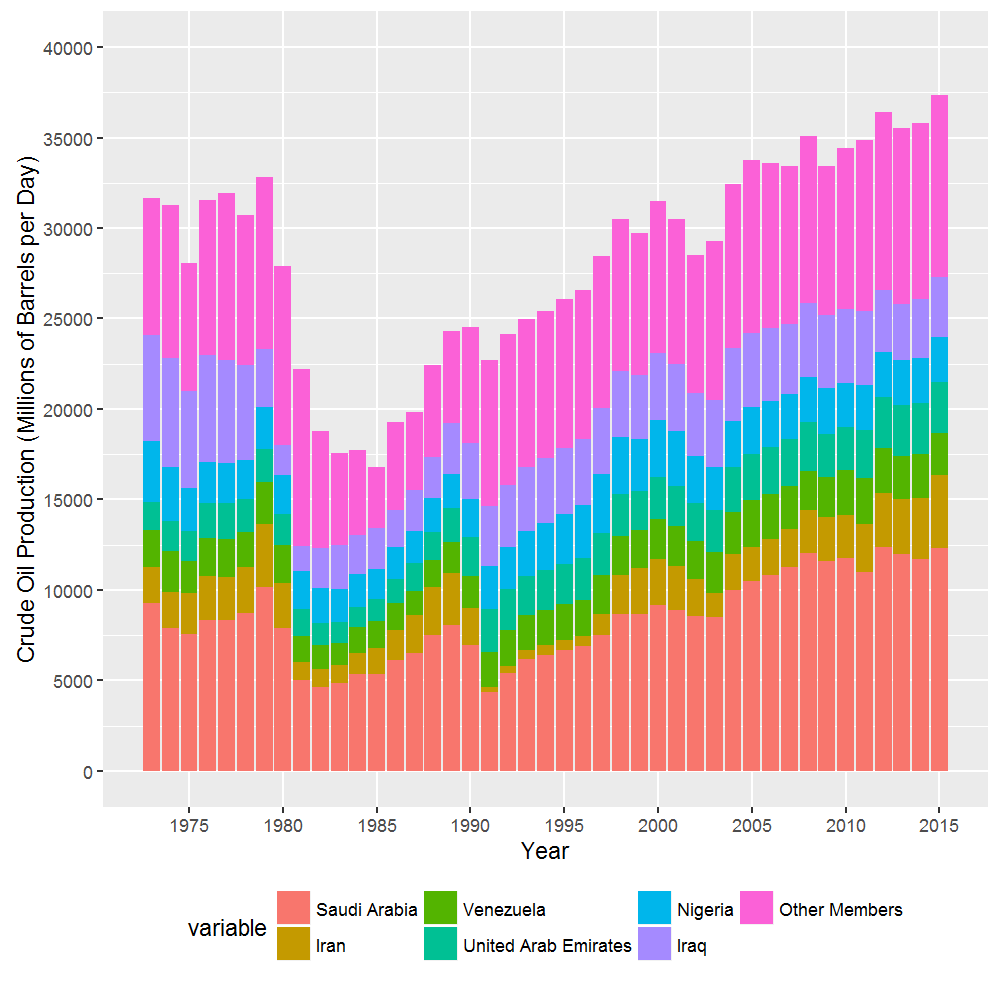 Crude Oil Production (Millions of Barrels per Day)
40000
35000
30000
25000
20000
15000
10000
5000
0
1975 1980 1985 1990 1995 2000 2005 2010 2015
Year
variable
Saudi Arabia Venezuela Nigeria Other Members
Iran United Arab Emirates Iraq